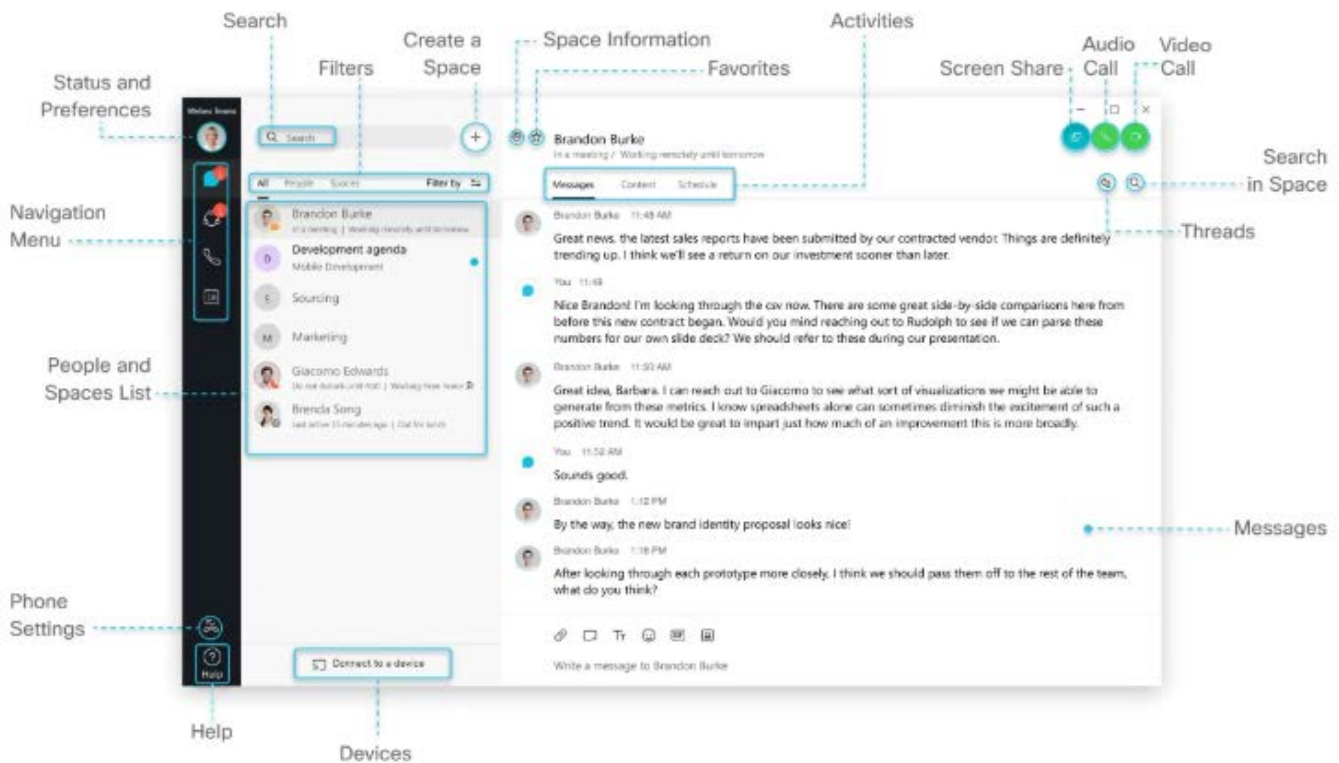 Search
Activities
Create a
Space
Space Information
Audio
Call
Video
Call
Filters
Favorites
Screen Share
Status and
Preferences
Webex Teams
Search
Brandon Burke
In a meeting / Working remotely until tomorrow
Search
in Space
All People Spaces Filter by
Messages Content Schedule
Navigation
Menu
Threads
Brandon Burke
In a meeting | Working remotely until tomorrow
Development agenda
Mobile Development
D
S Sourcing
M Marketing
Giacomo Edwards
Do not disturb until | Working from home
Brenda Song
Last active 15 minutes ago | Out for lunch
People and
Spaces List
Brandon Burke 11:48 AM
Great news, the latest sales reports have been submitted by our contracted vendor. Things are definitely
trending up. I think we'll see a return on our investment sooner than later.
You 11:49
Nice Brandon! I'm looking through the csv now. There are some great side-by-side comparisons here from
before this new contract began. Would you mind reaching out to Rudolph to see if we can parse these
numbers for our own slide deck? We should refer to these during our presentation.
Brandon Burke 11:50 AM
Great idea, Barbara. I can reach out to Giacomo to see what sort of visualizations we might be able to
generate from these metrics. I know spreadsheets alone can sometimes diminish the excitement of such a
positive trend. It would be great to impart just how much of an improvement this is more broadly.
You 11:52 AM
Sounds good.
Brandon Burke 1:12 PM
By the way, the new brand identity proposal looks nice!
Messages
Brandon Burke 1:16 PM
After looking through each prototype more closely, I think we should pass them off to the rest of the team,
what do you think?
Phone
Settings
Help
Connect to a device
Write a message to Brandon Burke
Help
Devices